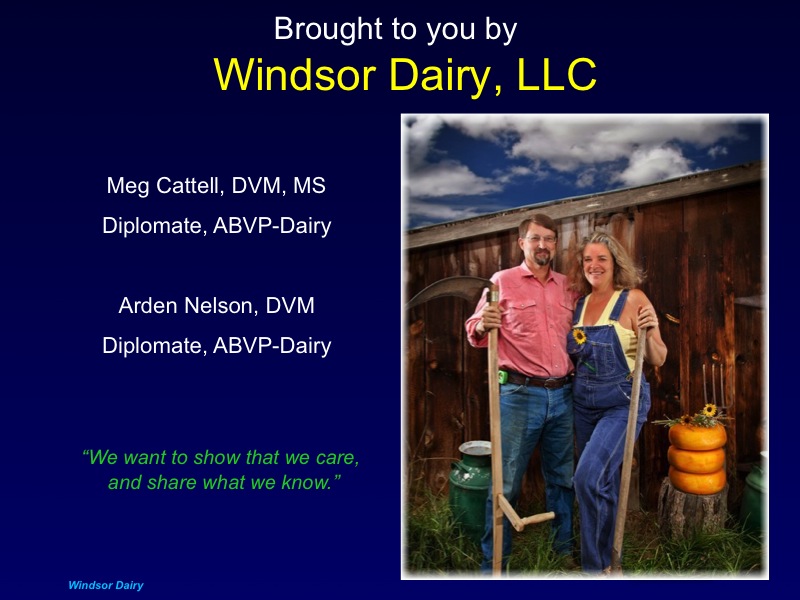 Brought to you by
Windsor Dairy, LLC
Meg Cattell, DVM, MS
Diplomate, ABVP-Dairy
Arden Nelson, DVM
Diplomate, ABVP-Dairy
“We want to show that we care,
and share what we know.”
Windsor Dairy